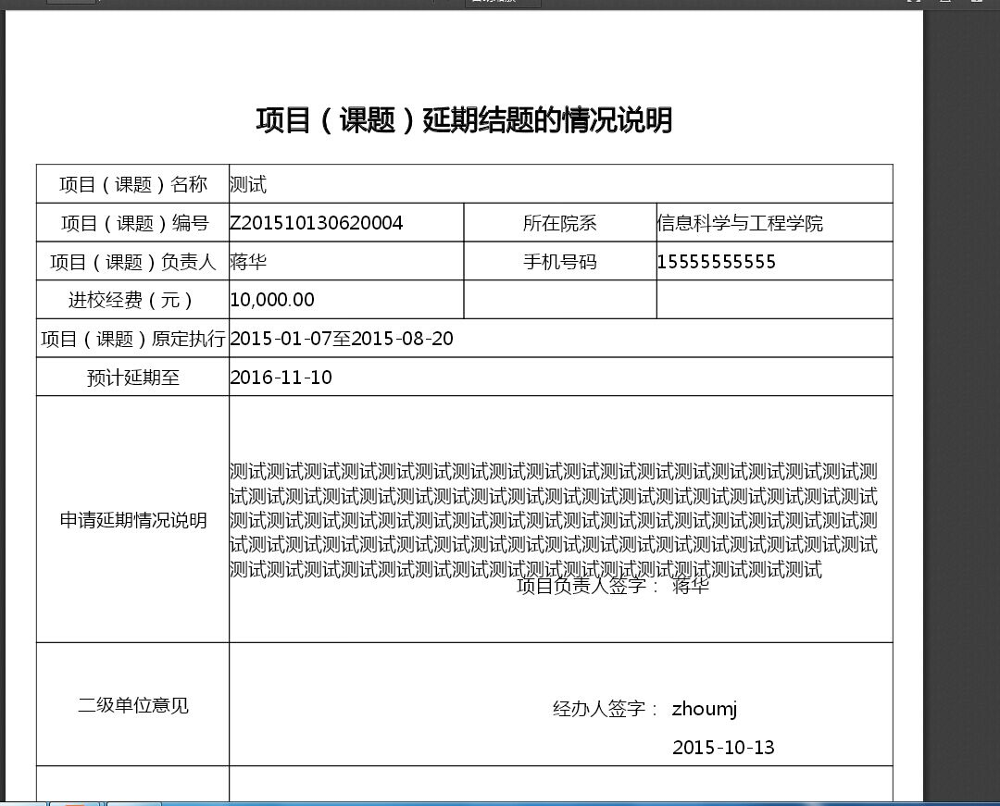 项目（课题）延期结题的情况说明
项目（课题）名称 测试
项目（课题）编号 Z201510130620004 所在院系 信息科学与工程学院
项目（课题）负责人 蒋华 手机号码 15555555555
进校经费（元） 10,000.00
项目（课题）原定执行 2015-01-07至2015-08-20
预计延期至 2016-11-10
申请延期情况说明
测试测试测试测试测试测试测试测试测试测试测试测试测试测试测试测试测试测
试测试测试测试测试测试测试测试测试测试测试测试测试测试测试测试测试测试
测试测试测试测试测试测试测试测试测试测试测试测试测试测试测试测试测试测
试测试测试测试测试测试测试测试测试测试测试测试测试测试测试测试测试测试
测试测试测试测试测试测试测试测试测试测试测试测试测试测试测试测试
项目负责人签字： 蒋华
二级单位意见
经办人签字： zhoumj
2015-10-13